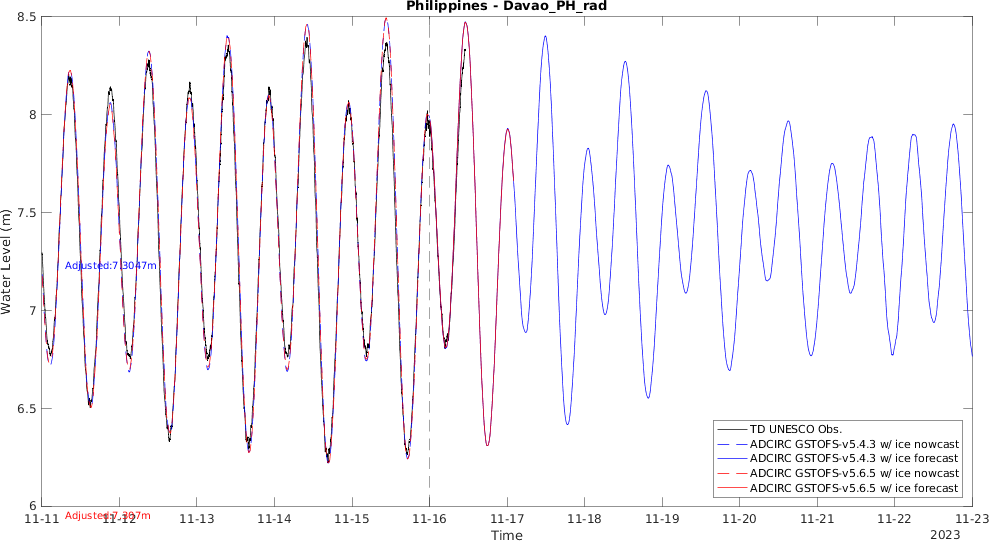 Philippines - Davao_PH_rad
8.5
8
7.5
7
6.5
6
Water Level (m)
Adjusted:7.3047m
Adjusted:7.307m
TD UNESCO Obs.
ADCIRC GSTOFS-v5.4.3 w/ ice nowcast
ADCIRC GSTOFS-v5.4.3 w/ ice forecast
ADCIRC GSTOFS-v5.6.5 w/ ice nowcast
ADCIRC GSTOFS-v5.6.5 w/ ice forecast
11-11 11-12 11-13 11-14 11-15 11-16 11-17 11-18 11-19 11-20 11-21 11-22 11-23
Time
2023